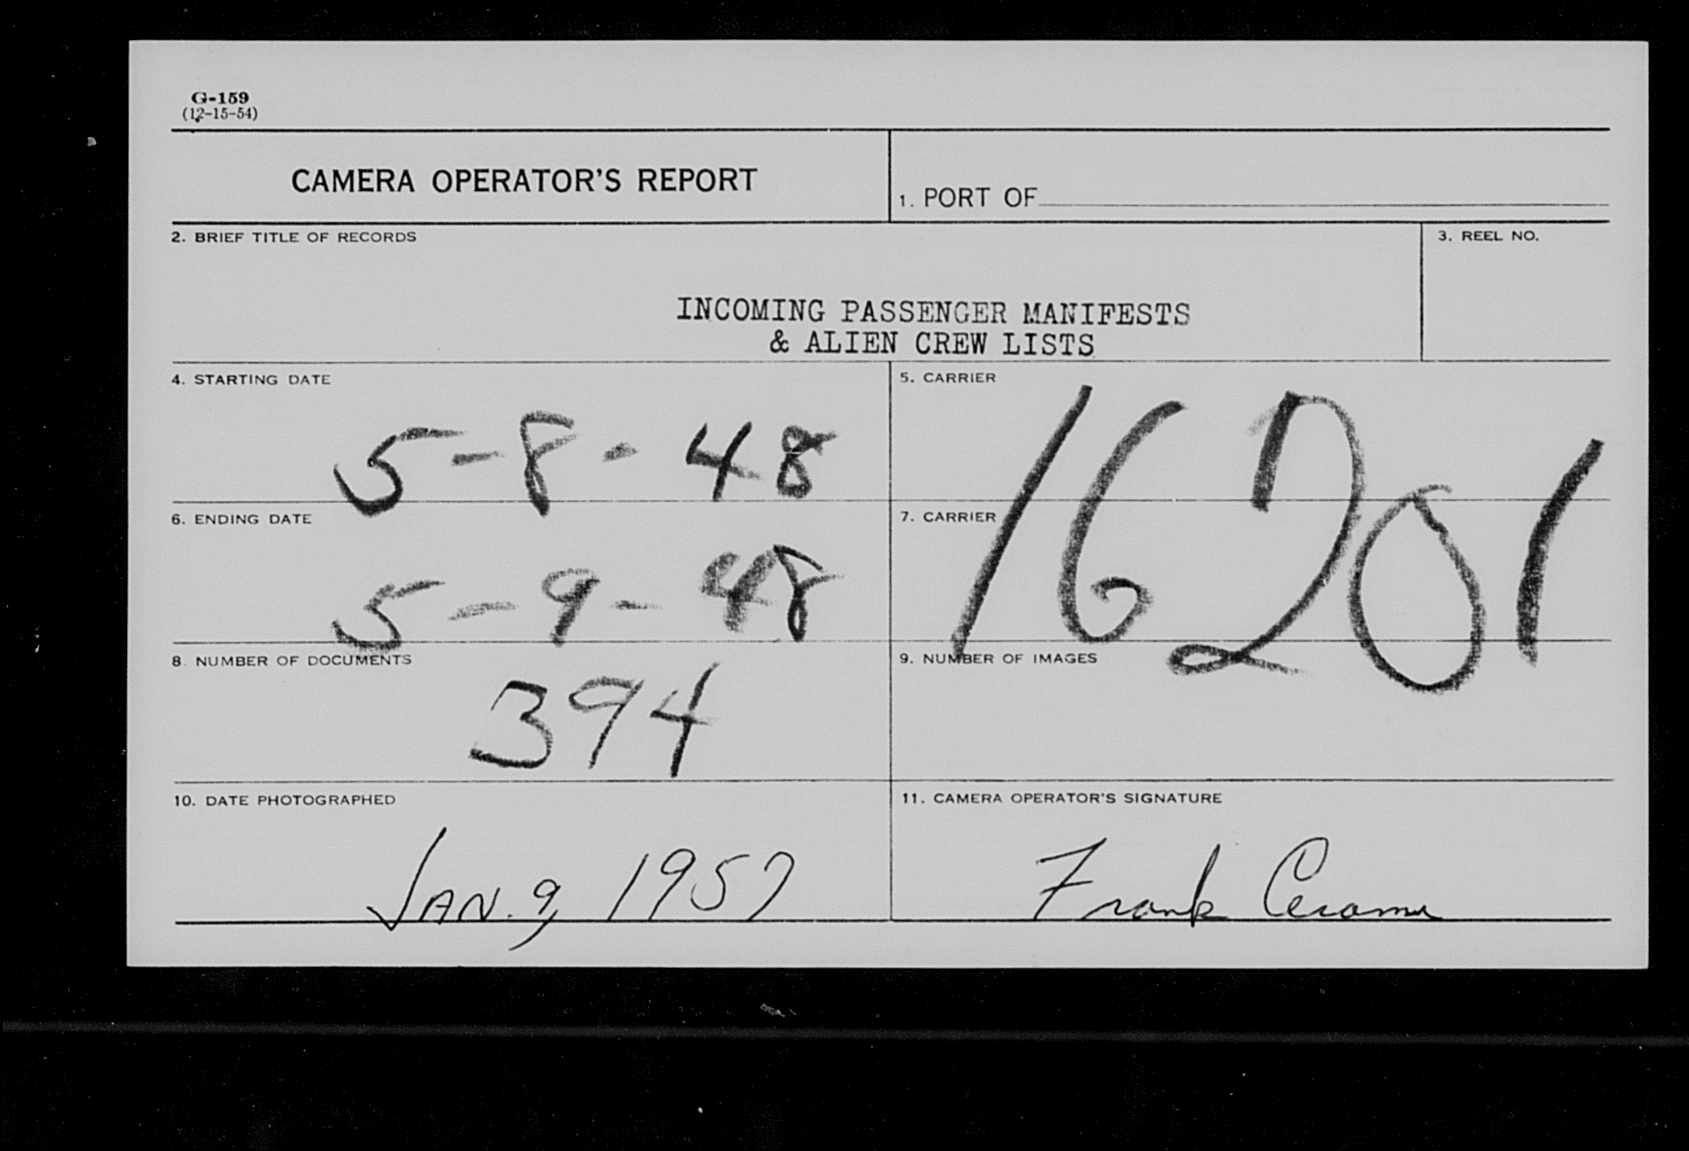 G-159
(12-15-54)
CAMERA OPERATOR'S REPORT
1. PORT OF
2. BRIEF TITLE OF RECORDS
3. REEL NO.
INCOMING PASSENGER MANIFESTS
& ALIEN CREW LISTS
4. STARTING DATE
5-8-48
5. CARRIER
16201
6. ENDING DATE
5-9-48
7. CARRIER
8. NUMBER OF DOCUMENTS
394
9. NUMBER OF IMAGES
10. DATE PHOTOGRAPHED
JAN. 9, 1957
11. CAMERA OPERATOR'S SIGNATURE
Frank